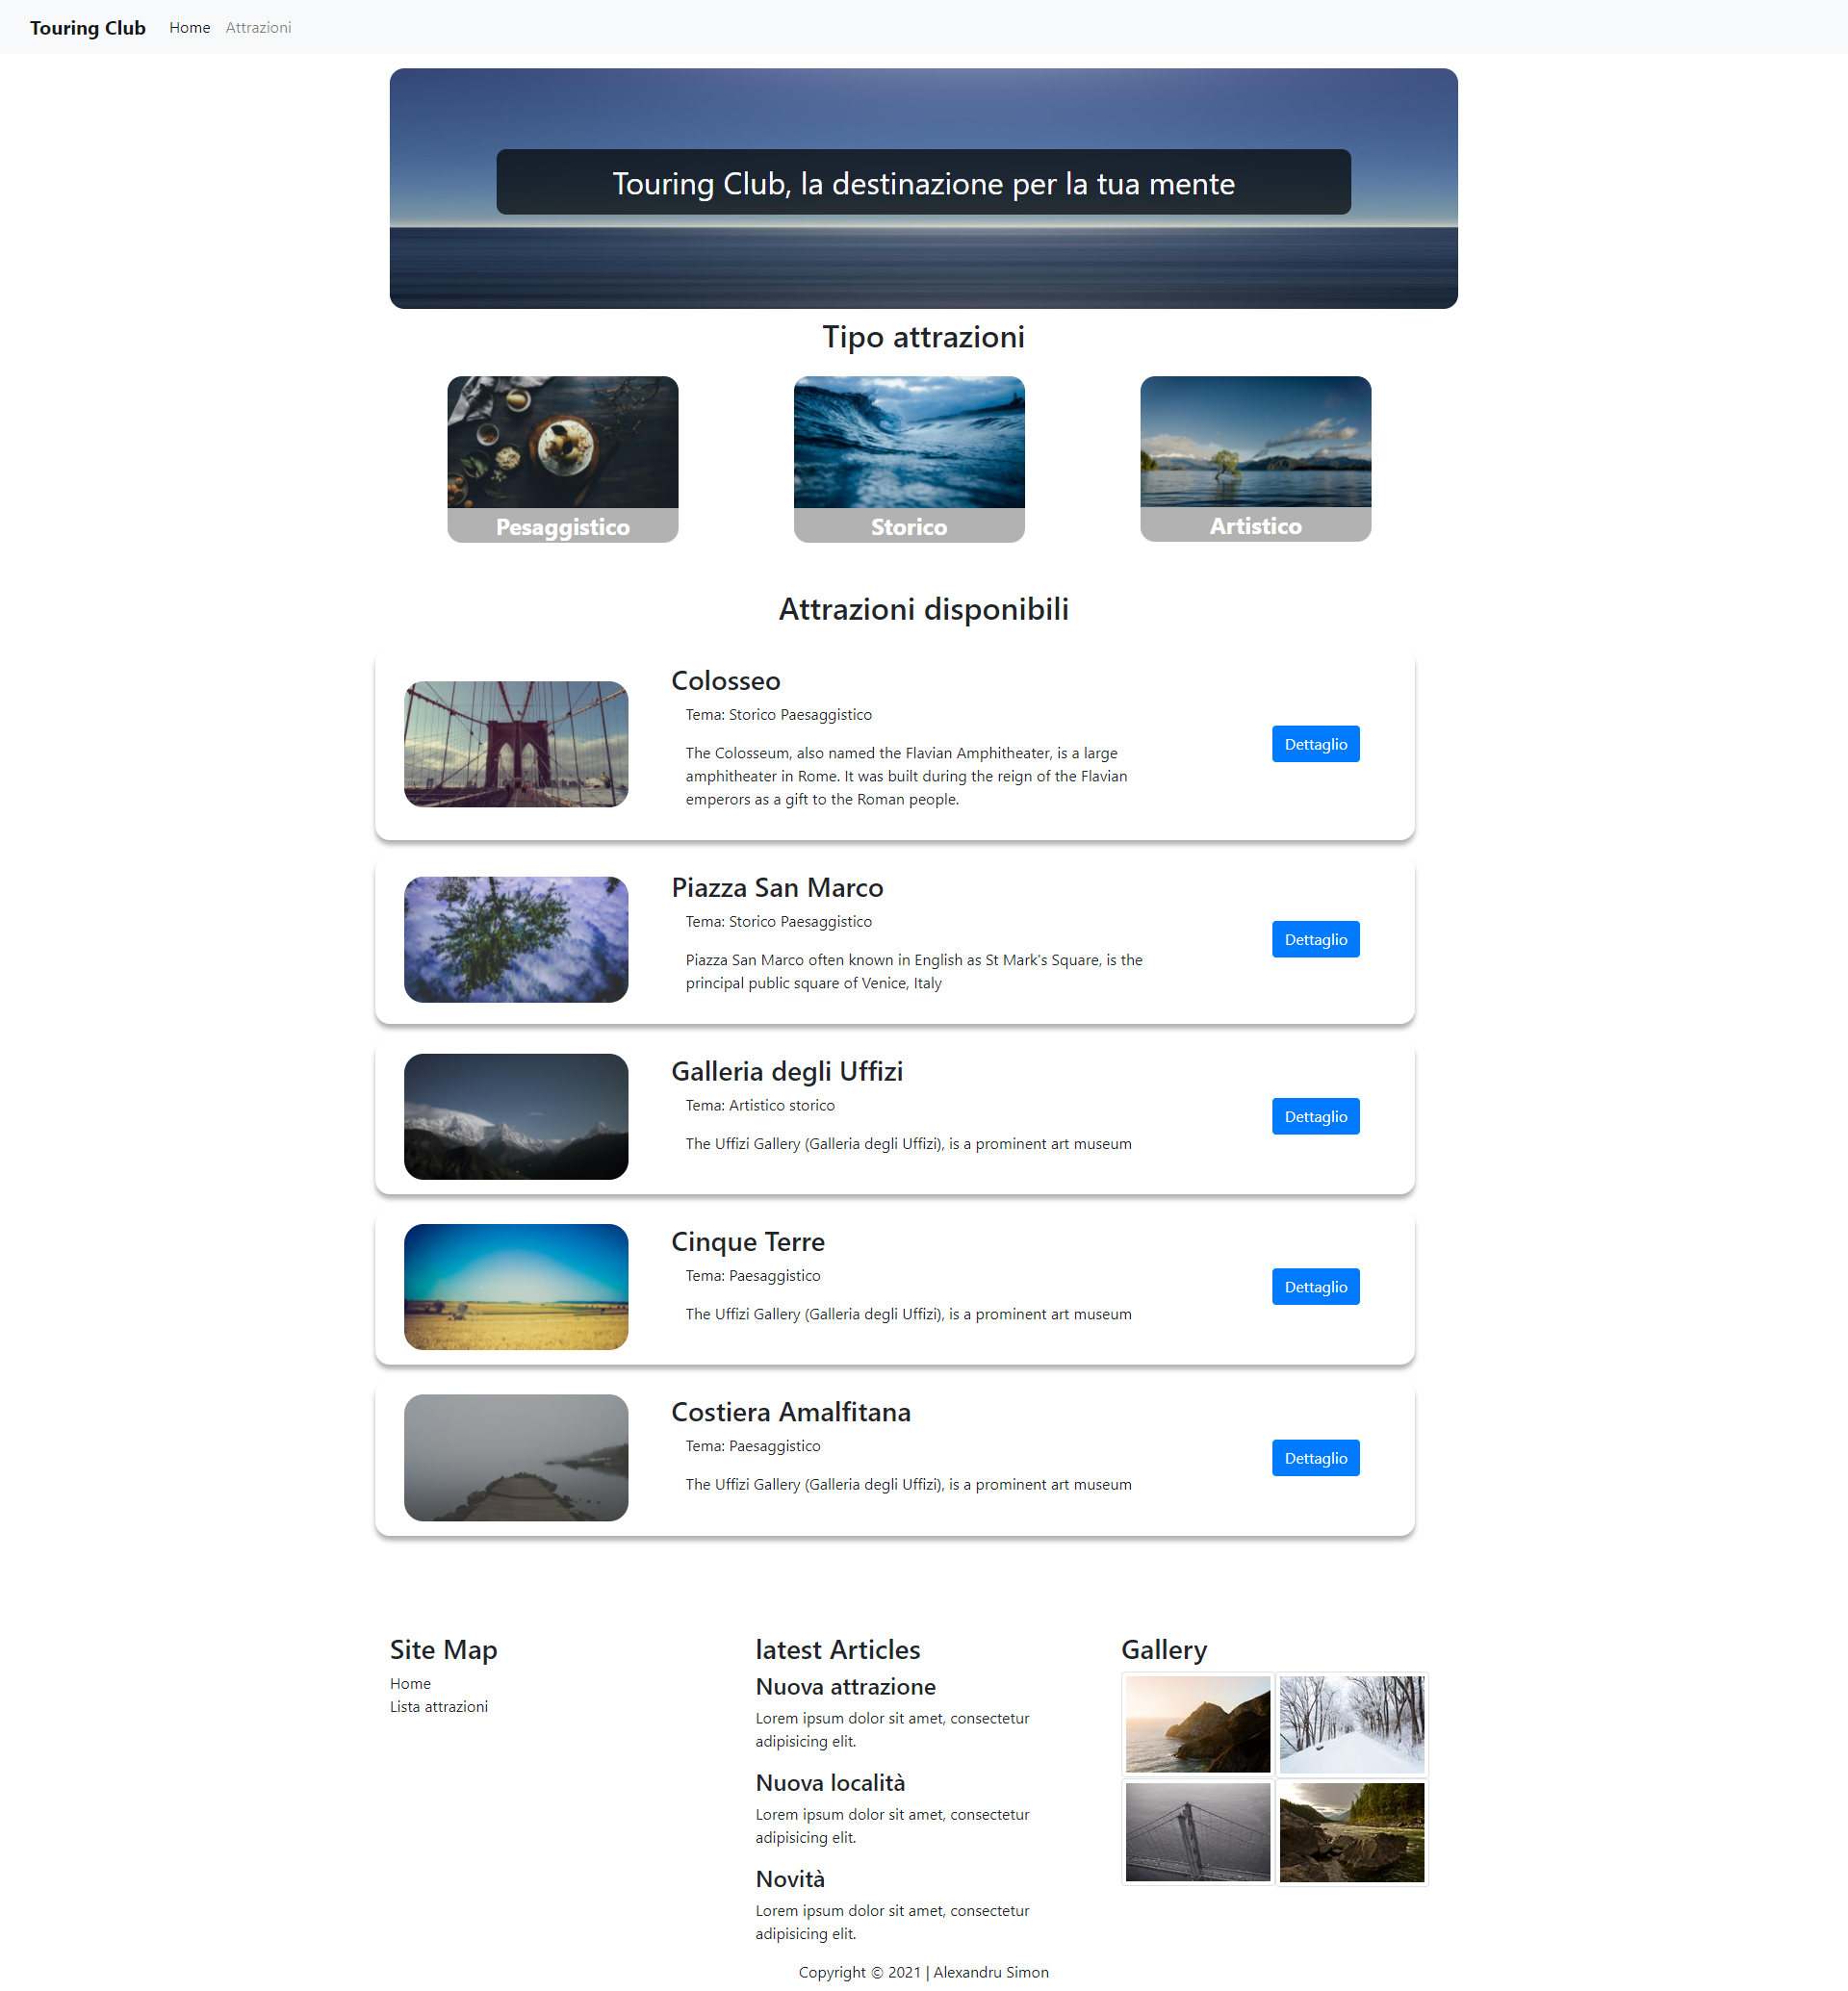 Touring Club Home Attrazioni
Touring Club, la destinazione per la tua mente
Tipo attrazioni
Pesaggistico
Storico
Artistico
Attrazioni disponibili
Colosseo
Tema: Storico Paesaggistico
The Colosseum, also named the Flavian Amphitheater, is a large
amphitheater in Rome. It was built during the reign of the Flavian
emperors as a gift to the Roman people.
Dettaglio
Piazza San Marco
Tema: Storico Paesaggistico
Piazza San Marco often known in English as St Mark's Square, is the
principal public square of Venice, Italy
Dettaglio
Galleria degli Uffizi
Tema: Artistico storico
The Uffizi Gallery (Galleria degli Uffizi), is a prominent art museum
Dettaglio
Cinque Terre
Tema: Paesaggistico
The Uffizi Gallery (Galleria degli Uffizi), is a prominent art museum
Dettaglio
Costiera Amalfitana
Tema: Paesaggistico
The Uffizi Gallery (Galleria degli Uffizi), is a prominent art museum
Dettaglio
Site Map
Home
Lista attrazioni
latest Articles
Nuova attrazione
Lorem ipsum dolor sit amet, consectetur
adipisicing elit.
Nuova località
Lorem ipsum dolor sit amet, consectetur
adipisicing elit.
Novità
Lorem ipsum dolor sit amet, consectetur
adipisicing elit.
Gallery
Copyright © 2021 | Alexandru Simon